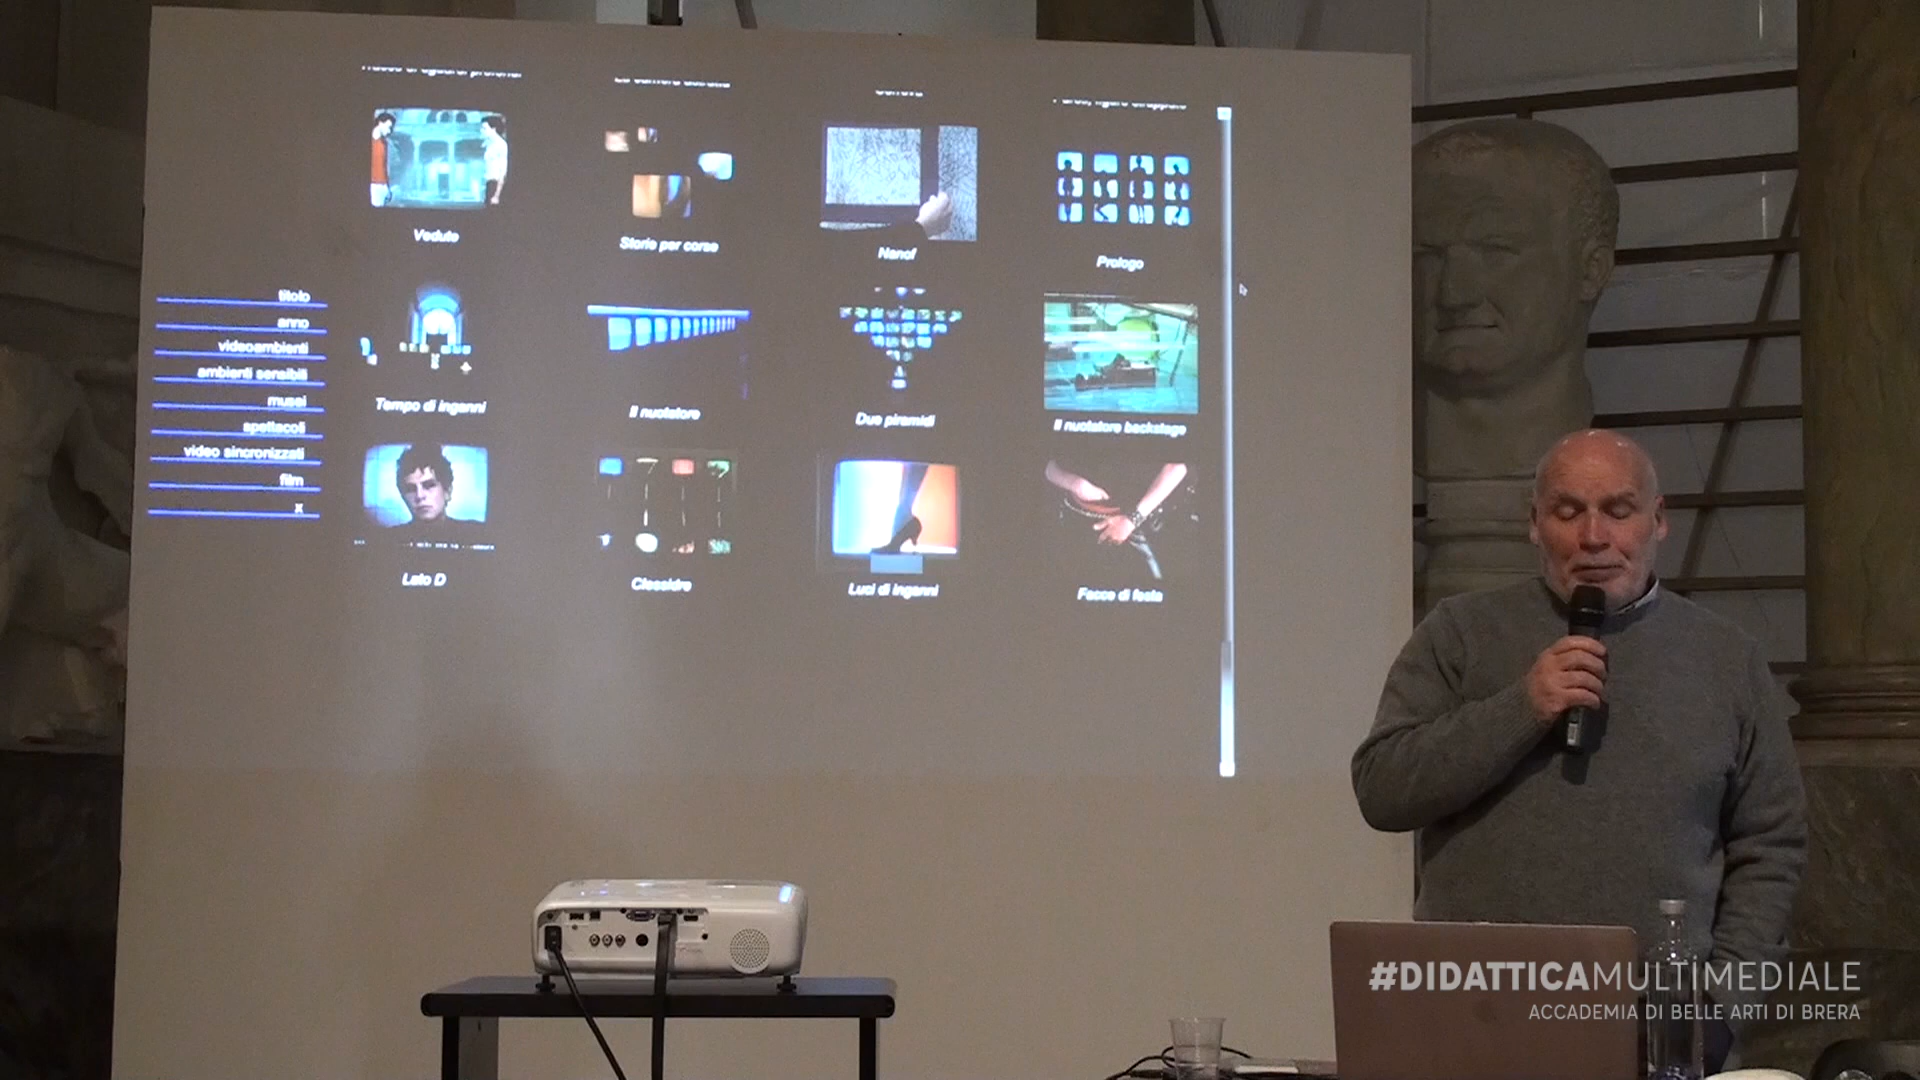 Vedute
Storie per corse
Nanof
Prologo
titolo
anno
videoambienti
ambienti sensibili
musei
spettacoli
video sincronizzati
film
x
Tempo di inganni
Il nuotatore
Due piramidi
Il nuotatore backstage
Lato D
Clessidre
Luci di inganni
Facce di festa
#DIDATTICAMULTIMEDIALE
ACCADEMIA DI BELLE ARTI DI BRERA